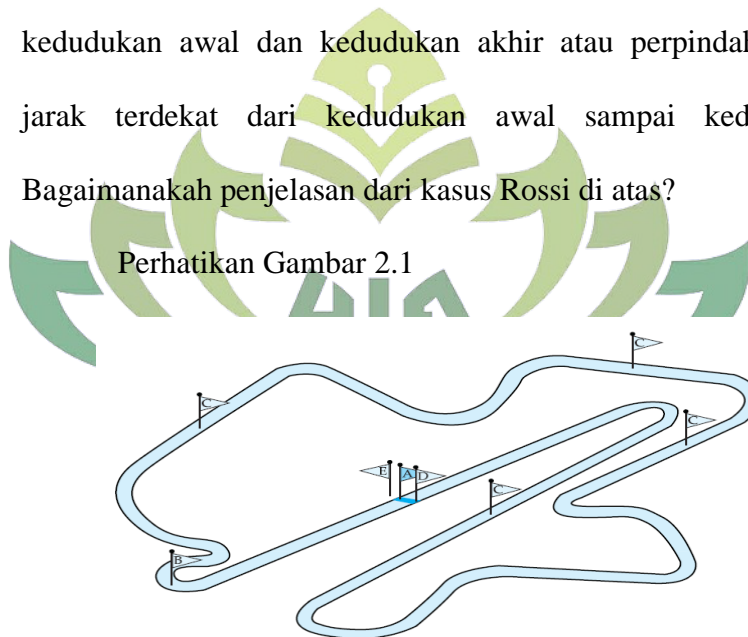 kedudukan awal dan kedudukan akhir atau perpindah
jarak terdekat dari kedudukan awal sampai ked
Bagaimanakah penjelasan dari kasus Rossi di atas?
Perhatikan Gambar 2.1
C
C
C
E A D
C
B